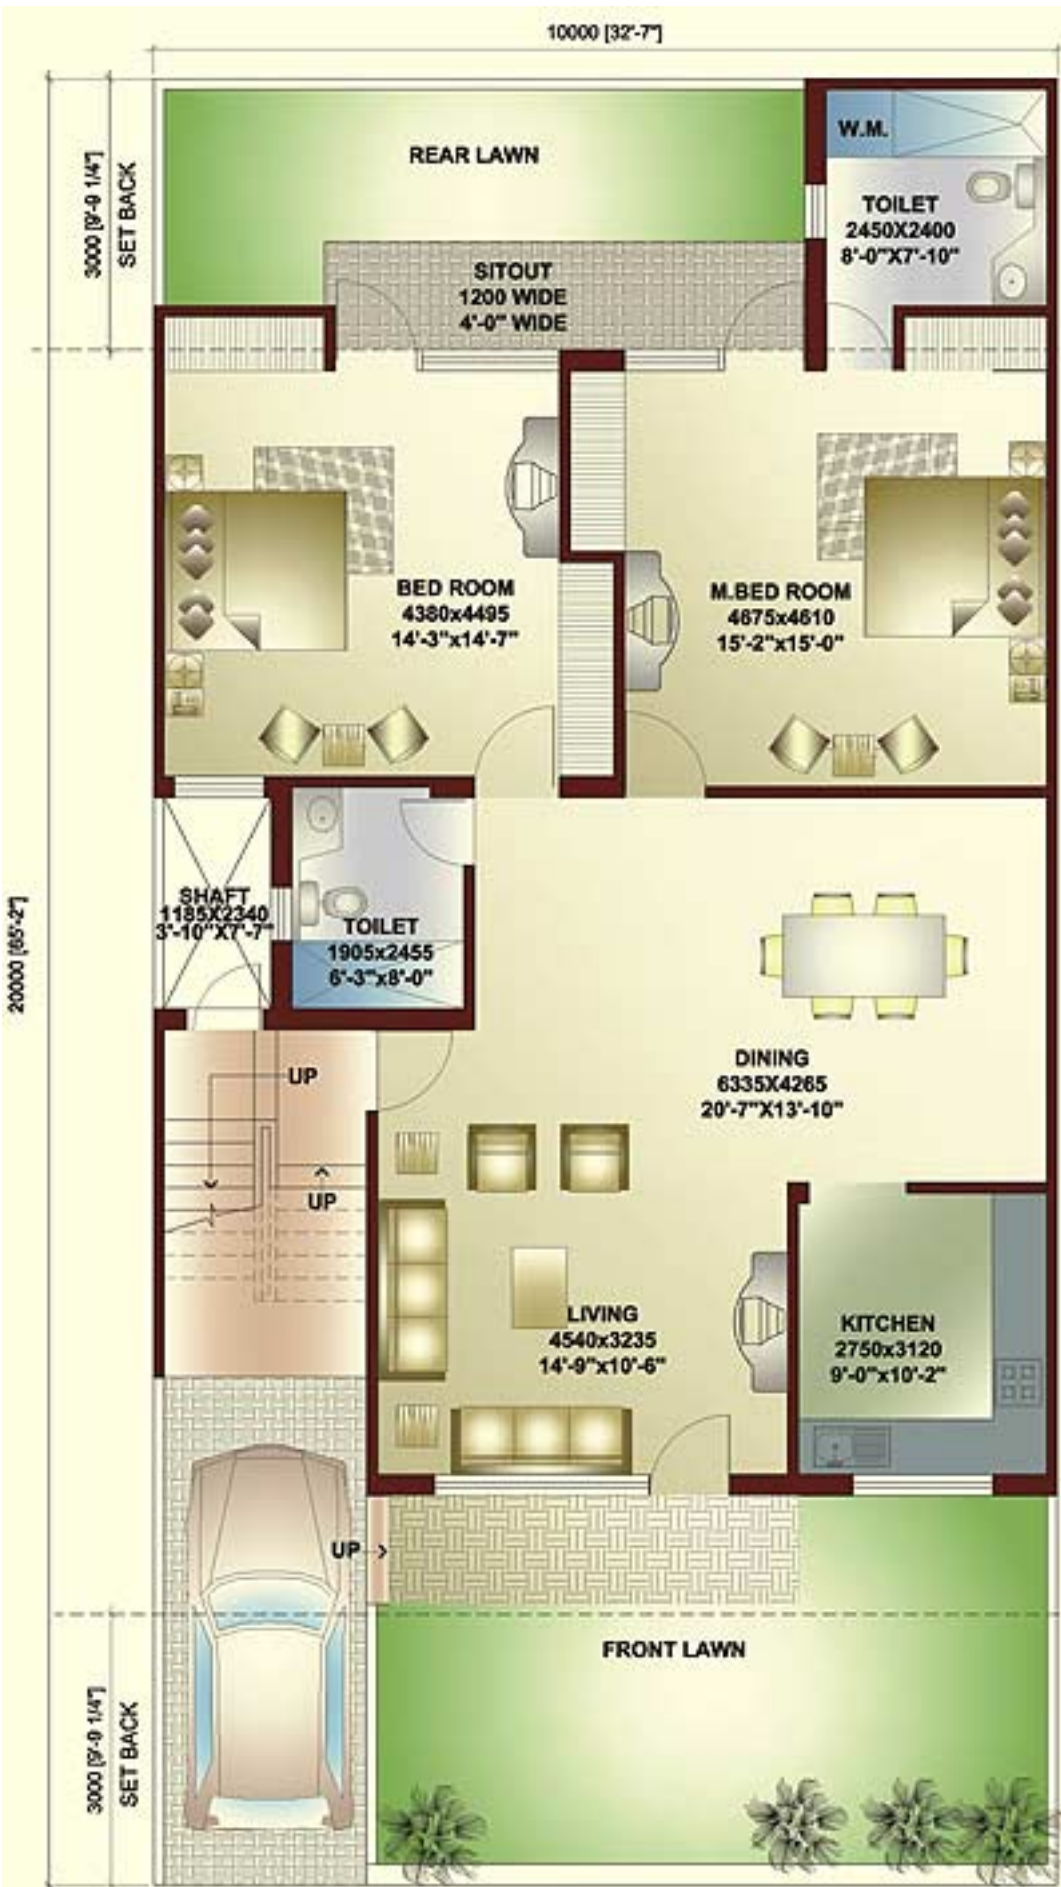 10000 [32'-7"]
3000 [9'-9 1/4"]
SET BACK
REAR LAWN
W.M.
TOILET
2450X2400
8'-0"X7'-10"
SITOUT
1200 WIDE
4'-0" WIDE
BED ROOM
4380x4495
14'-3"x14'-7"
M.BED ROOM
4675x4610
15'-2"x15'-0"
20000 [65'-2"]
SHAFT
1185X2340
3'-10"X7'-7"
TOILET
1905x2455
6'-3"x8'-0"
DINING
6335X4265
20'-7"X13'-10"
UP
UP
LIVING
4540x3235
14'-9"x10'-6"
KITCHEN
2750x3120
9'-0"x10'-2"
UP
FRONT LAWN
3000 [9'-9 1/4"]
SET BACK